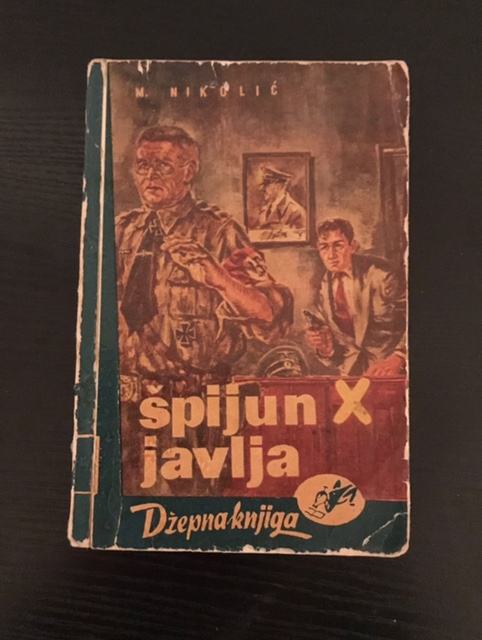 M. NIKOLIĆ
špijun X
javlja
Džepna-knjiga